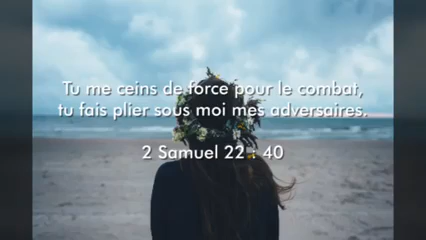 Tu me ceins de force pour le combat,
tu fais plier sous moi mes adversaires.
2 Samuel 22 : 40